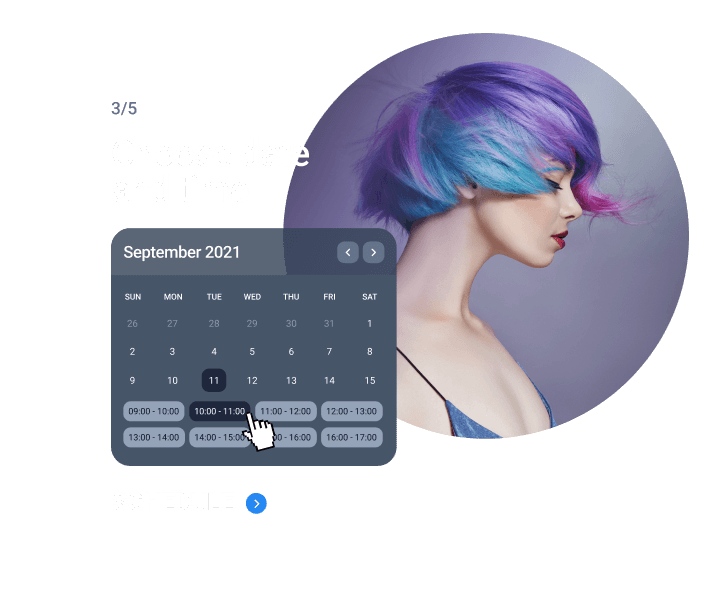 3/5
September 2021
SUN MON TUE WED THU FRI SAT
26 27 28 29 30 31 1
2 3 4 5 6 7 8
9 10 11 12 13 14 15
09:00 - 10:00 10:00 - 11:00 11:00 - 12:00 12:00 - 13:00
13:00 - 14:00 14:00 - 15:00 - 16:00 16:00 - 17:00